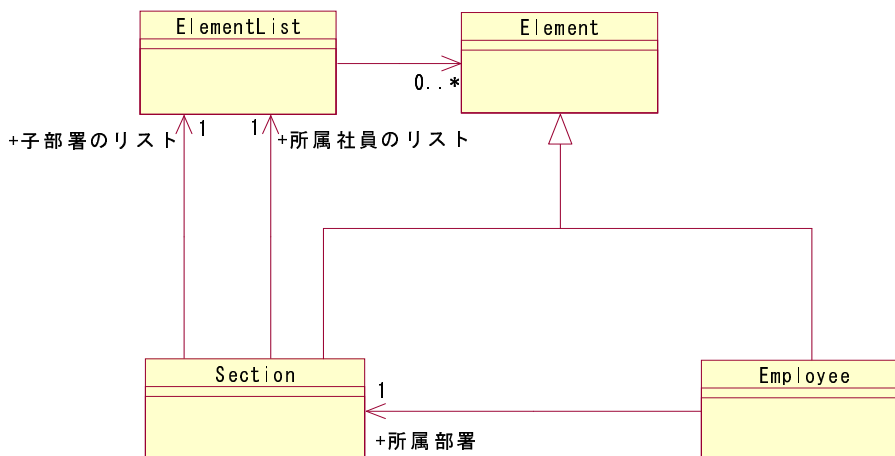 ElementList
Element
0..*
+子部署のリスト
1
1
+所属社員のリスト
Section
1
Employee
+所属部署